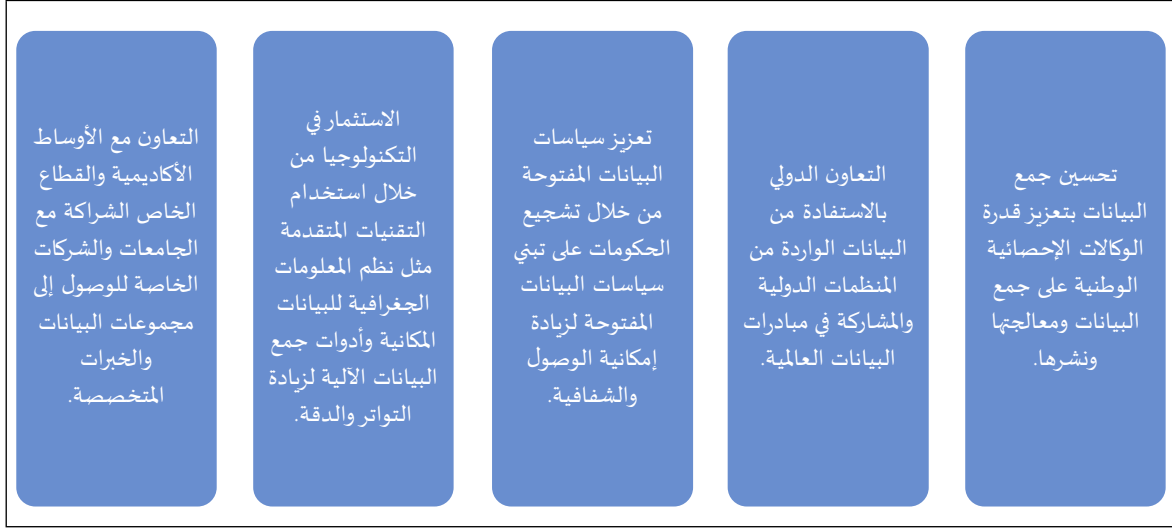 تحسين جمع
البيانات بتعزيز قدرة
الوكالات الإحصائية
الوطنية على جمع
البيانات ومعالجتها
ونشرها.
التعاون الدولي
بالاستفادة من
البيانات الواردة من
المنظمات الدولية
والمشاركة في مبادرات
البيانات العالمية.
تعزيز سياسات
البيانات المفتوحة
من خلال تشجيع
الحكومات على تبني
سياسات البيانات
المفتوحة لزيادة
إمكانية الوصول
والشفافية.
الاستثمار في
التكنولوجيا من
خلال استخدام
التقنيات المتقدمة
مثل نظم المعلومات
الجغرافية للبيانات
المكانية وأدوات جمع
البيانات الآلية لزيادة
التواتر والدقة.
التعاون مع الأوساط
الأكاديمية والقطاع
الخاص الشراكة مع
الجامعات والشركات
الخاصة للوصول إلى
مجموعات البيانات
والخبرات
المتخصصة.